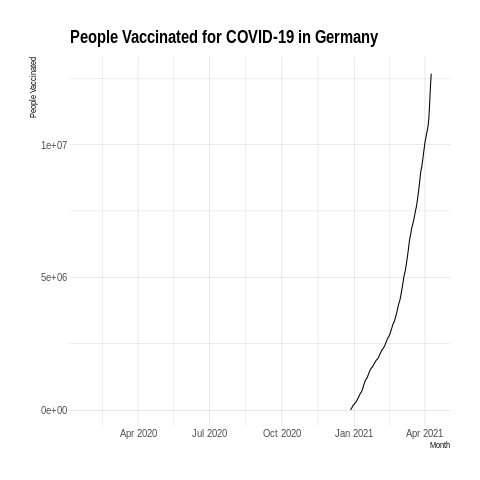 People Vaccinated for COVID-19 in Germany
People Vaccinated
1e+07
5e+06
0e+00
Apr 2020 Jul 2020 Oct 2020 Jan 2021 Apr 2021
Month